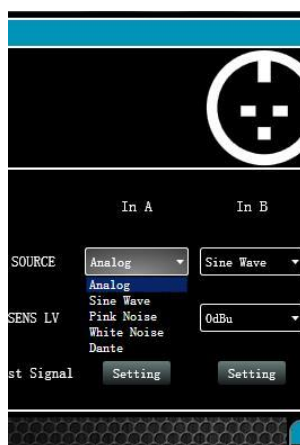 In A In B
SOURCE Analog Sine Wave
Analog
Sine Wave
Pink Noise
SENS LV 0dBu
White Noise
Dante
st Signal Setting Setting